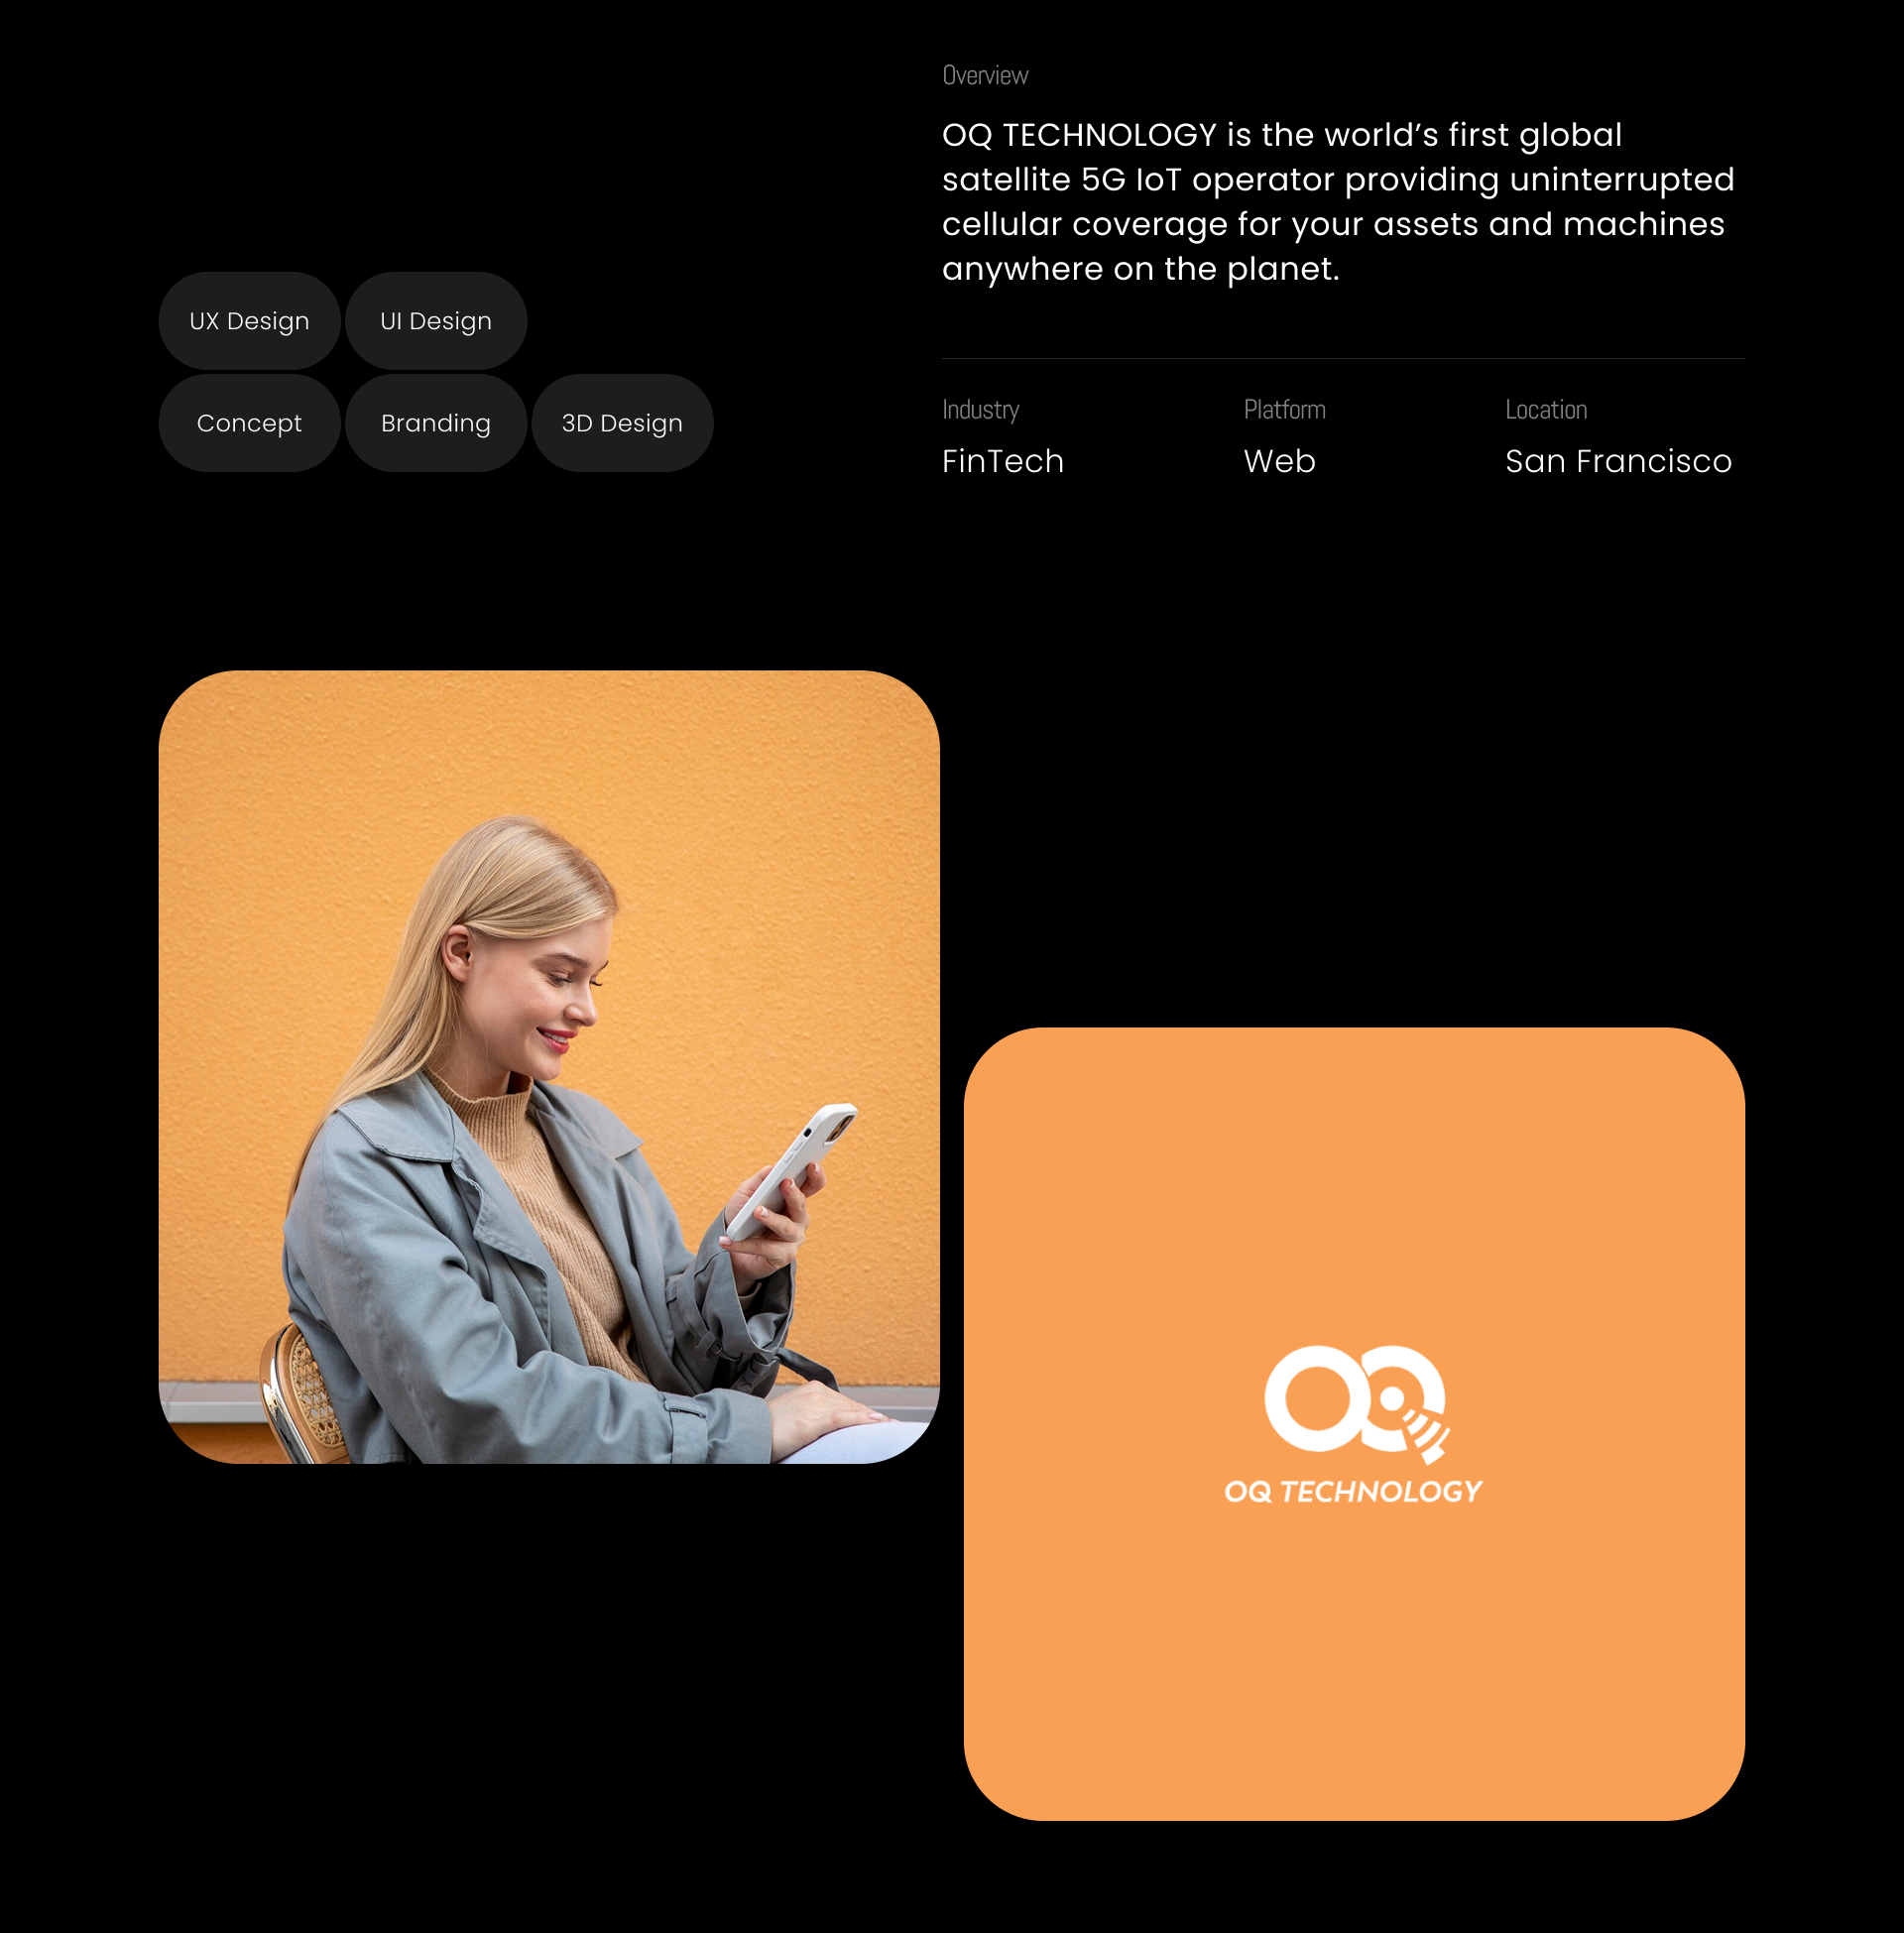 Overview
OQ TECHNOLOGY is the world’s first global
satellite 5G IoT operator providing uninterrupted
cellular coverage for your assets and machines
anywhere on the planet.
UX Design
UI Design
Concept
Branding
3D Design
Industry
Platform
Location
FinTech
Web
San Francisco
OQ
OQ TECHNOLOGY